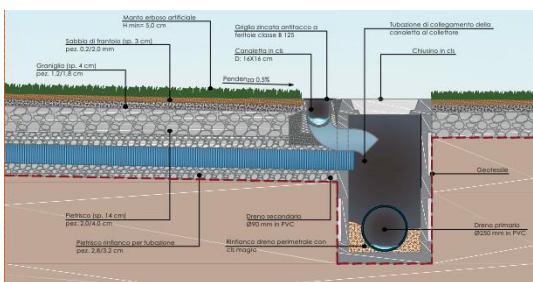 Manto erboso artificiale
H min= 5,0 cm
Sabbia di frantoio (sp. 3 cm)
pez. 0,2/2,0 mm
Graniglia (sp. 4 cm)
pez. 1,2/1,8 cm
Griglia zincata antitacco a
feritoie classe B 125
Canaletta in cls.
D: 16X16 cm
Pendenza 0,5%
Tubazione di collegamento della
canaletta al collettore
Chiusino in cls.
Geotessile
Pietrisco (sp. 14 cm)
pez. 2,0/4,0 cm
Pietrisco rinfianco per tubazione
pez. 2,8/3,2 cm
Dreno secondario
Ø90 mm in PVC
Rinfianco dreno perimetrale con
cls magro
Dreno primario
Ø250 mm in PVC